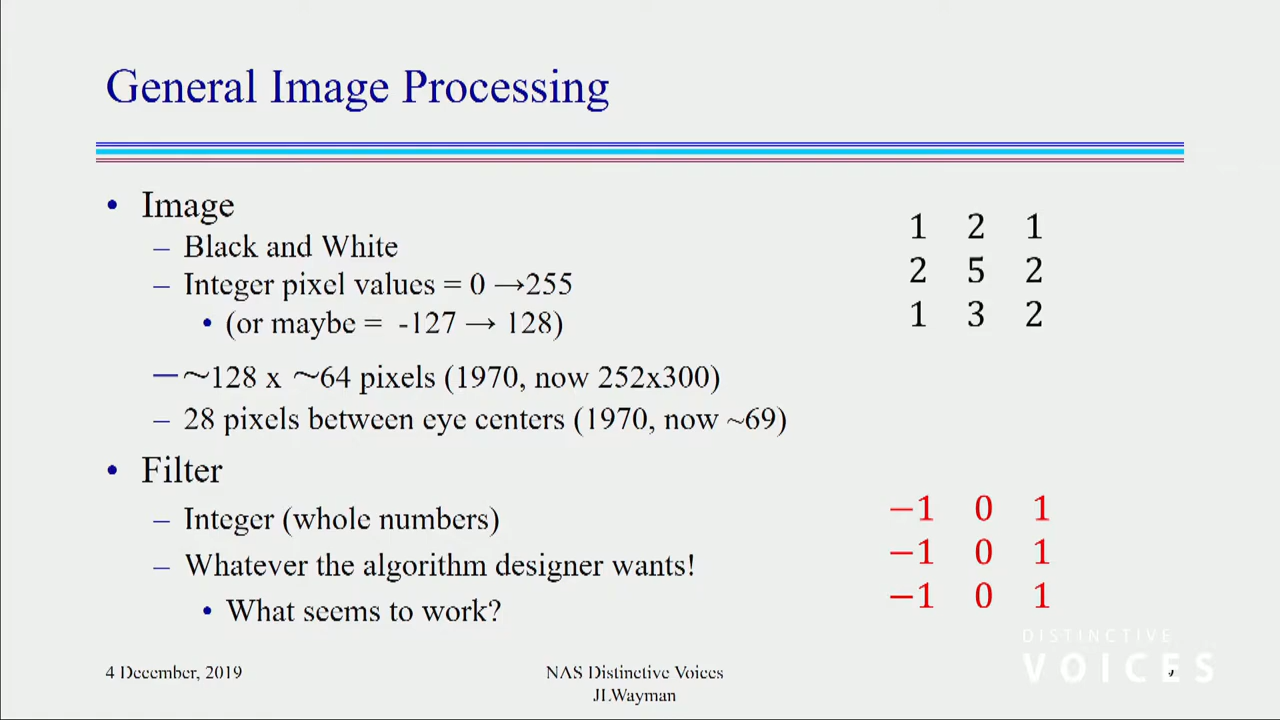 General Image Processing
• Image
– Black and White
– Integer pixel values = 0 →255
• (or maybe = -127 → 128)
– ~128 x ~64 pixels (1970, now 252x300)
– 28 pixels between eye centers (1970, now ~69)
1 2 1
2 5 2
1 3 2
• Filter
– Integer (whole numbers)
– Whatever the algorithm designer wants!
• What seems to work?
−1 0 1
−1 0 1
−1 0 1
4 December, 2019
NAS Distinctive Voices
JLWayman
DISTINCTIVE
VOICES